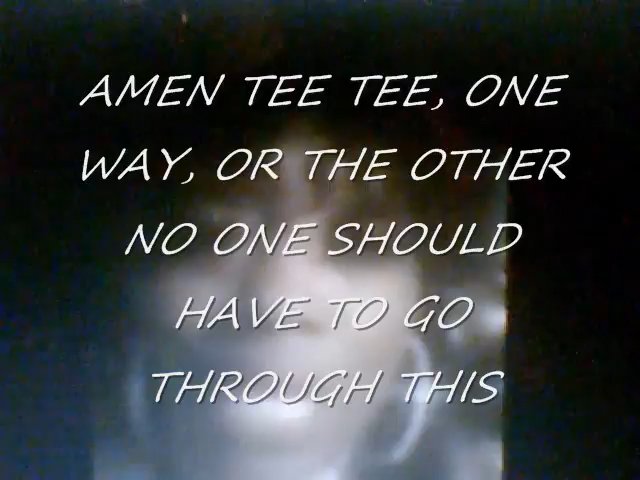 AMEN TEE TEE, ONE
WAY, OR THE OTHER
NO ONE SHOULD
HAVE TO GO
THROUGH THIS